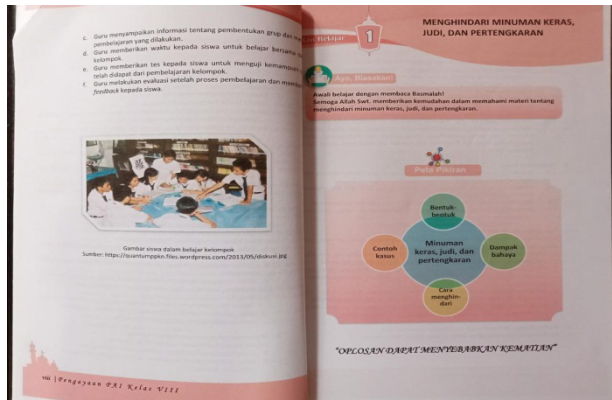 c. Guru menyampaikan informasi tentang pembentukan grup dan
pembelajaran yang dilakukan.
d. Guru memberikan waktu kepada siswa untuk belajar bersama
kelompok.
e. Guru memberikan tes kepada siswa untuk menguji kemampuan
telah didapat dari pembelajaran kelompok.
f. Guru melakukan evaluasi setelah proses pembelajaran dan
feedback kepada siswa.
Gambar siswa dalam belajar kelompok
Sumber: https://quantumppkn.files.wordpress.com/2013/05/diskusi.jpg
viii | Pengayaan PAI Kelas VIII
Belajar
1
MENGHINDARI MINUMAN KERAS,
JUDI, DAN PERTENGKARAN
Ayo, Biasakan!
Awali belajar dengan membaca Basmalah!
Semoga Allah Swt. memberikan kemudahan dalam memahami materi tentang
menghindari minuman keras, judi, dan pertengkaran.
Peta Pikiran
Bentuk-
bentuk
Contoh
kasus
Minuman
keras, judi, dan
pertengkaran
Dampak
bahaya
Cara
menghin-
dari
"OPLOSAN DAPAT MENYEBABKAN KEMATIAN"